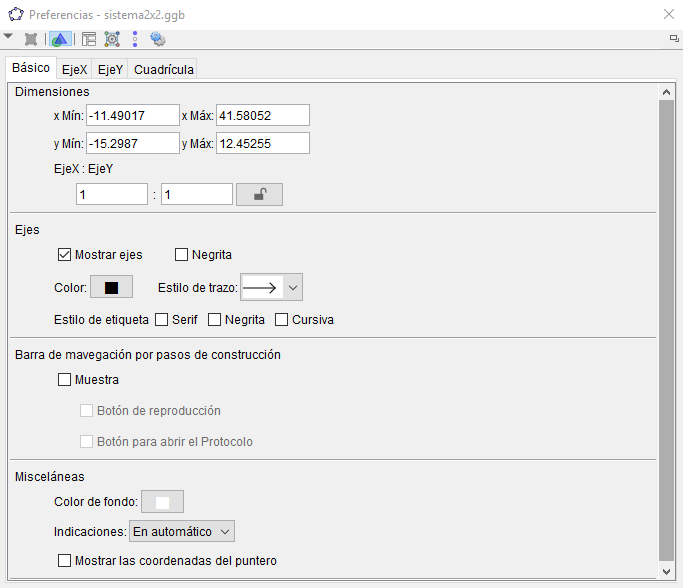 Preferencias - sistema2x2.ggb
Básico EjeX EjeY Cuadrícula
Dimensiones
x Mín: -11.49017 x Máx: 41.58052
y Mín: -15.2987 y Máx: 12.45255
EjeX : EjeY
1 : 1
Ejes
Mostrar ejes Negrita
Color: Estilo de trazo:
Estilo de etiqueta Serif Negrita Cursiva
Barra de mavegación por pasos de construcción
Muestra
Botón de reproducción
Botón para abrir el Protocolo
Misceláneas
Color de fondo:
Indicaciones: En automático
Mostrar las coordenadas del puntero